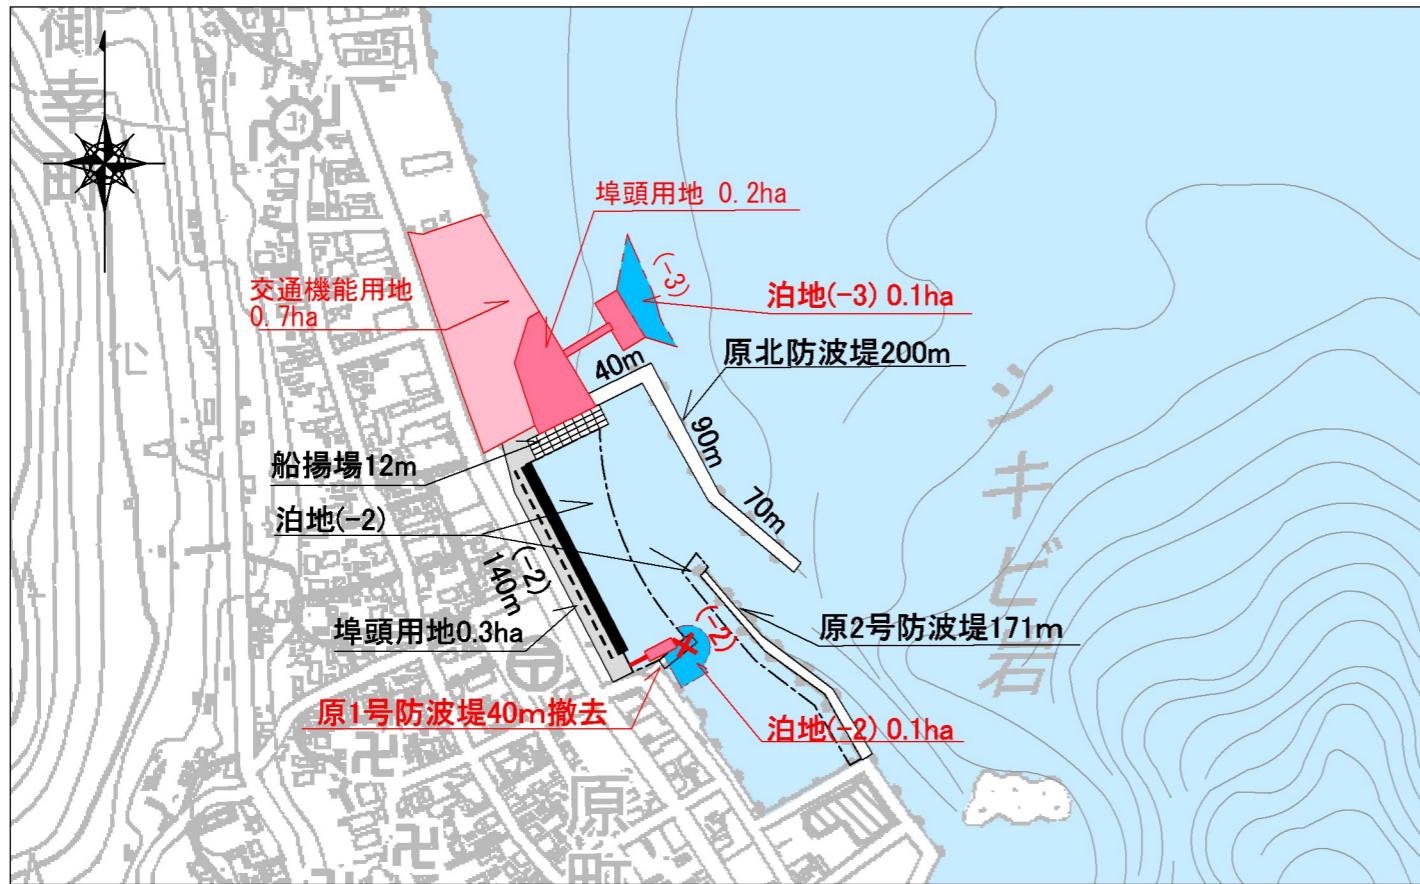 御幸町
埠頭用地 0.2ha
(-3)
交通機能用地
0.7ha
泊地(-3) 0.1ha
40m
原北防波堤200m
シキビ岩
90m
船揚場12m
70m
泊地(-2)
(-2)
140m
埠頭用地0.3ha
(-2)
原2号防波堤171m
原1号防波堤40m撤去
泊地(-2) 0.1ha
原町